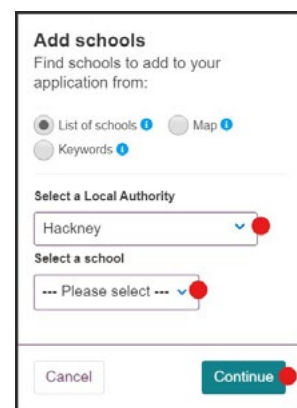 Add schools
Find schools to add to your
application from:
List of schools Map
Keywords
Select a Local Authority
Hackney
Select a school
--- Please select ---
Cancel Continue